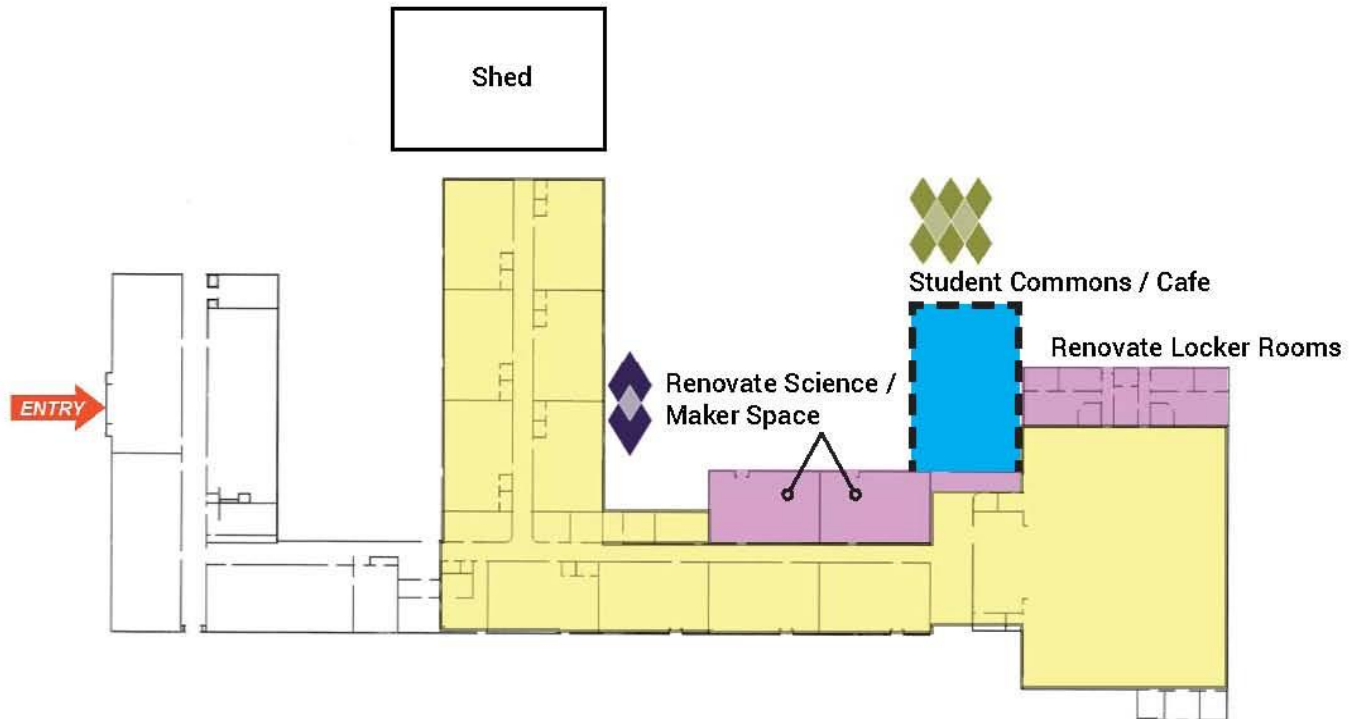 Shed
Student Commons / Cafe
Renovate Locker Rooms
Renovate Science /
Maker Space
ENTRY